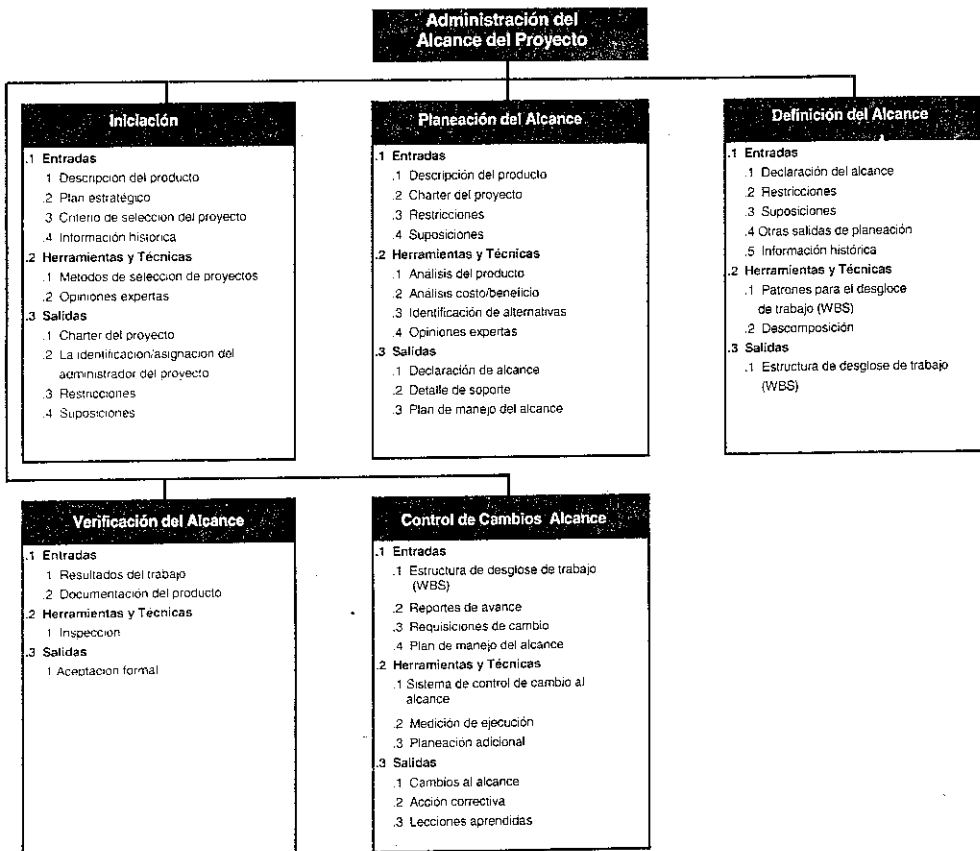 Administración del
Alcance del Proyecto
Iniciación
.1 Entradas
1 Descripción del producto
.2 Plan estratégico
.3 Criterio de selección del proyecto
.4 Información histórica
.2 Herramientas y Técnicas
.1 Metodos de selección de proyectos
.2 Opiniones expertas
.3 Salidas
.1 Charter del proyecto
.2 La identificación/asignacion del
administrador del proyecto
.3 Restricciones
.4 Suposiciones
Planeación del Alcance
.1 Entradas
.1 Descripción del producto
.2 Charter del proyecto
.3 Restricciones
.4 Suposiciones
.2 Herramientas y Técnicas
.1 Análisis del producto
.2 Análisis costo/beneficio
.3 Identificación de alternativas
.4 Opiniones expertas
.3 Salidas
.1 Declaración de alcance
.2 Detalle de soporte
.3 Plan de manejo del alcance
Definición del Alcance
.1 Entradas
.1 Declaración del alcance
.2 Restricciones
.3 Suposiciones
.4 Otras salidas de planeación
.5 Información histórica
.2 Herramientas y Técnicas
.1 Patrones para el desgloce
de trabajo (WBS)
.2 Descomposición
.3 Salidas
.1 Estructura de desglose de trabajo
(WBS)
Verificación del Alcance
.1 Entradas
1 Resultados del trabajo
.2 Documentación del producto
.2 Herramientas y Técnicas
1 Inspeccion
.3 Salidas
1 Aceptacion formal
Control de Cambios Alcance
.1 Entradas
.1 Estructura de desglose de trabajo
(WBS)
.2 Reportes de avance
.3 Requisiciones de cambio
.4 Plan de manejo del alcance
.2 Herramientas y Técnicas
.1 Sistema de control de cambio al
alcance
.2 Medición de ejecución
.3 Planeación adicional
.3 Salidas
.1 Cambios al alcance
.2 Acción correctiva
.3 Lecciones aprendidas